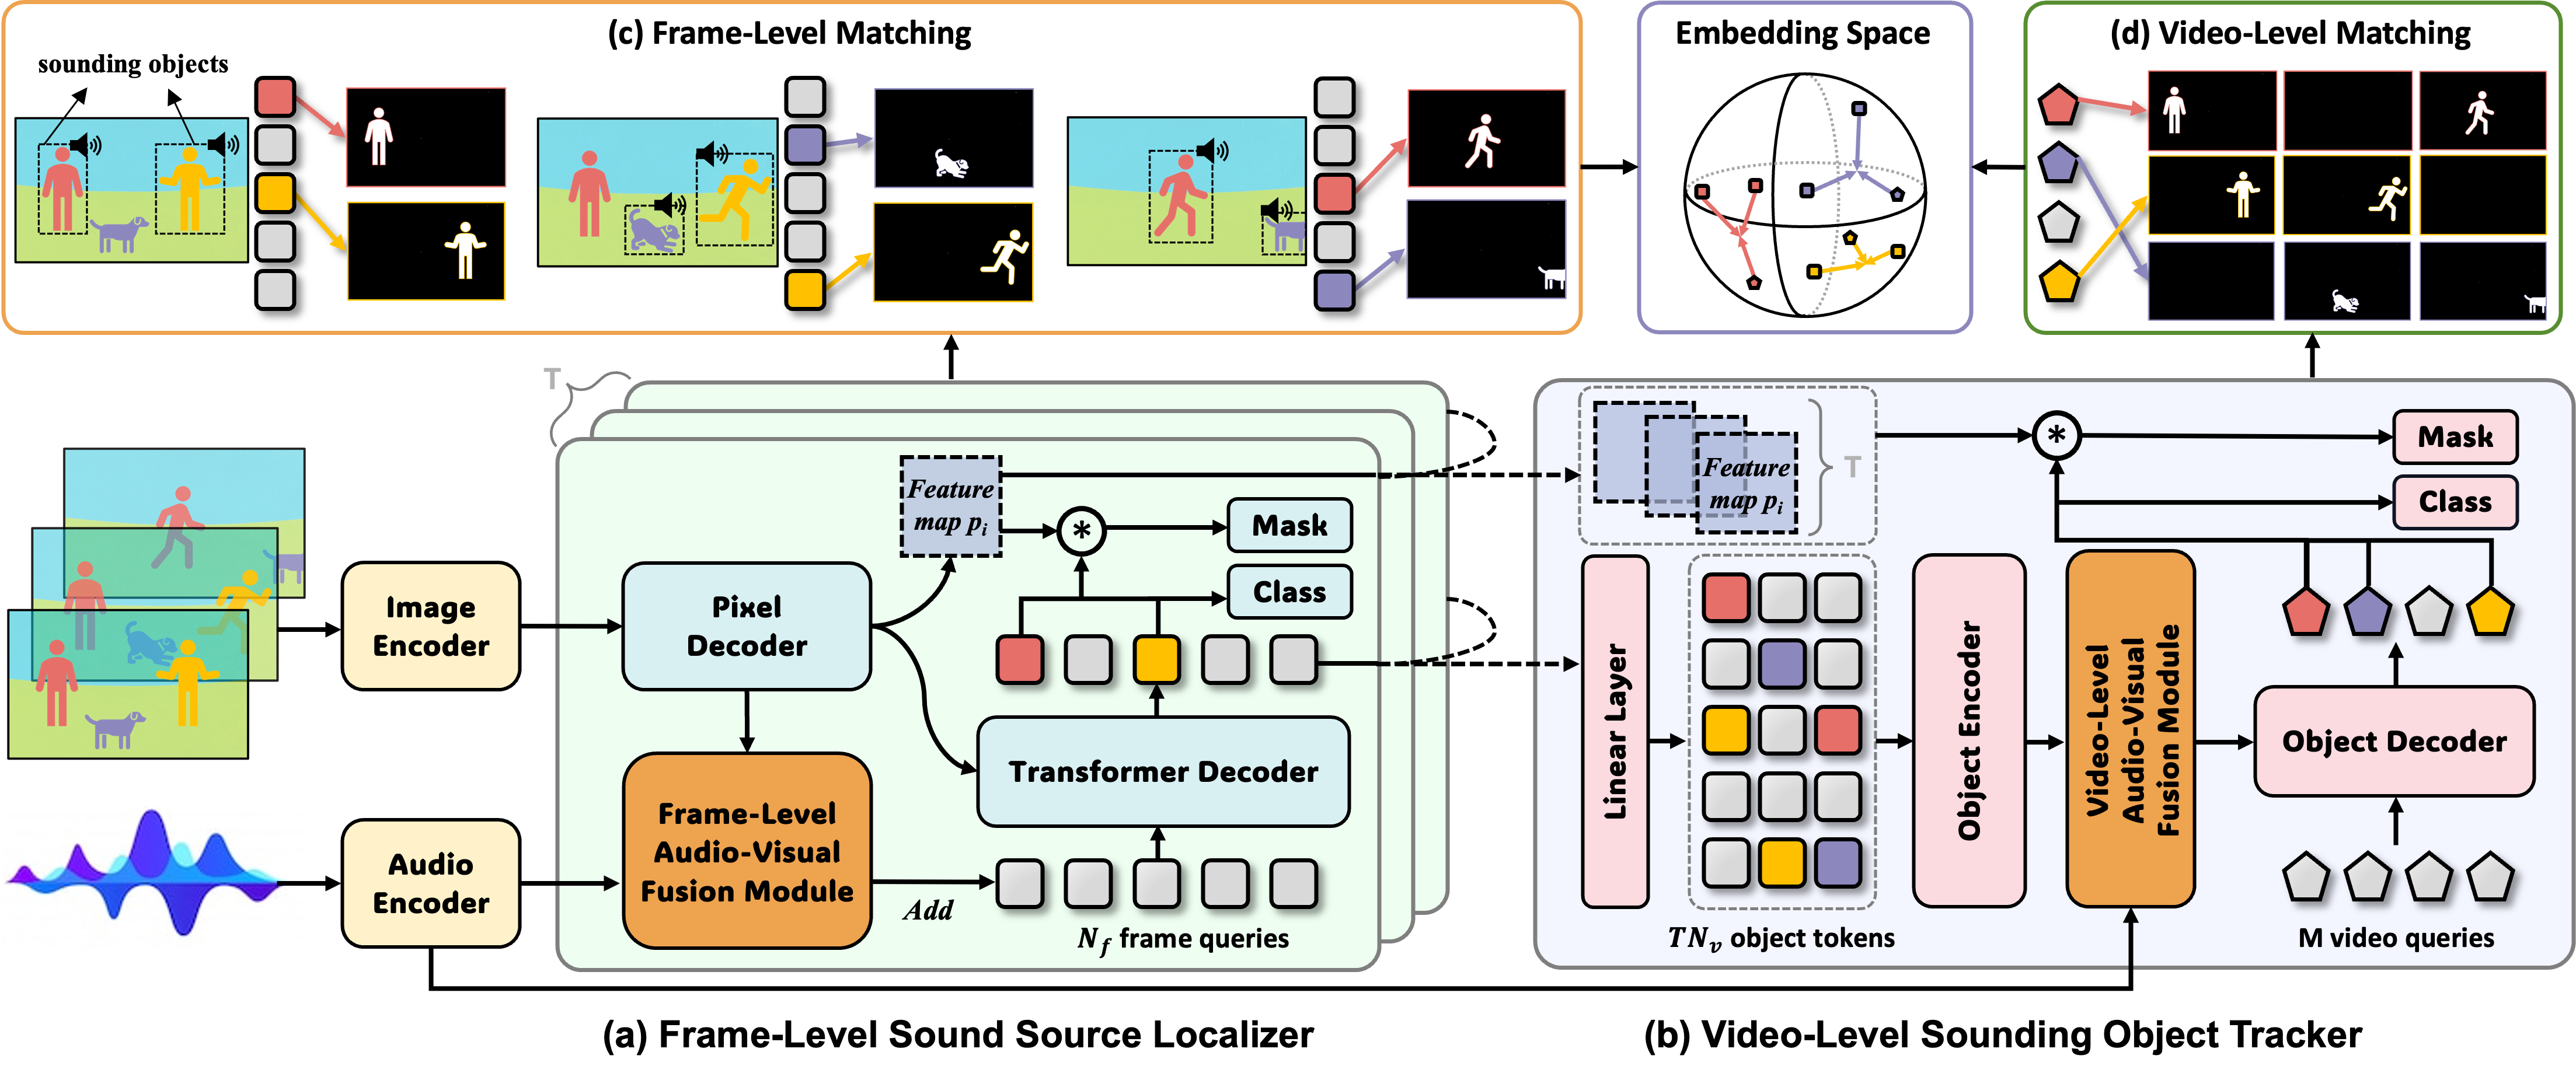 (c) Frame-Level Matching
sounding objects
Embedding Space
(d) Video-Level Matching
T
Feature
map pᵢ
*
Mask
Class
Image
Encoder
Pixel
Decoder
Transformer Decoder
Audio
Encoder
Frame-Level
Audio-Visual
Fusion Module
Add
N_f frame queries
Feature
map pᵢ
T
*
Mask
Class
Linear Layer
TN_v object tokens
Object Encoder
Video-Level
Audio-Visual
Fusion Module
Object Decoder
M video queries
(a) Frame-Level Sound Source Localizer
(b) Video-Level Sounding Object Tracker